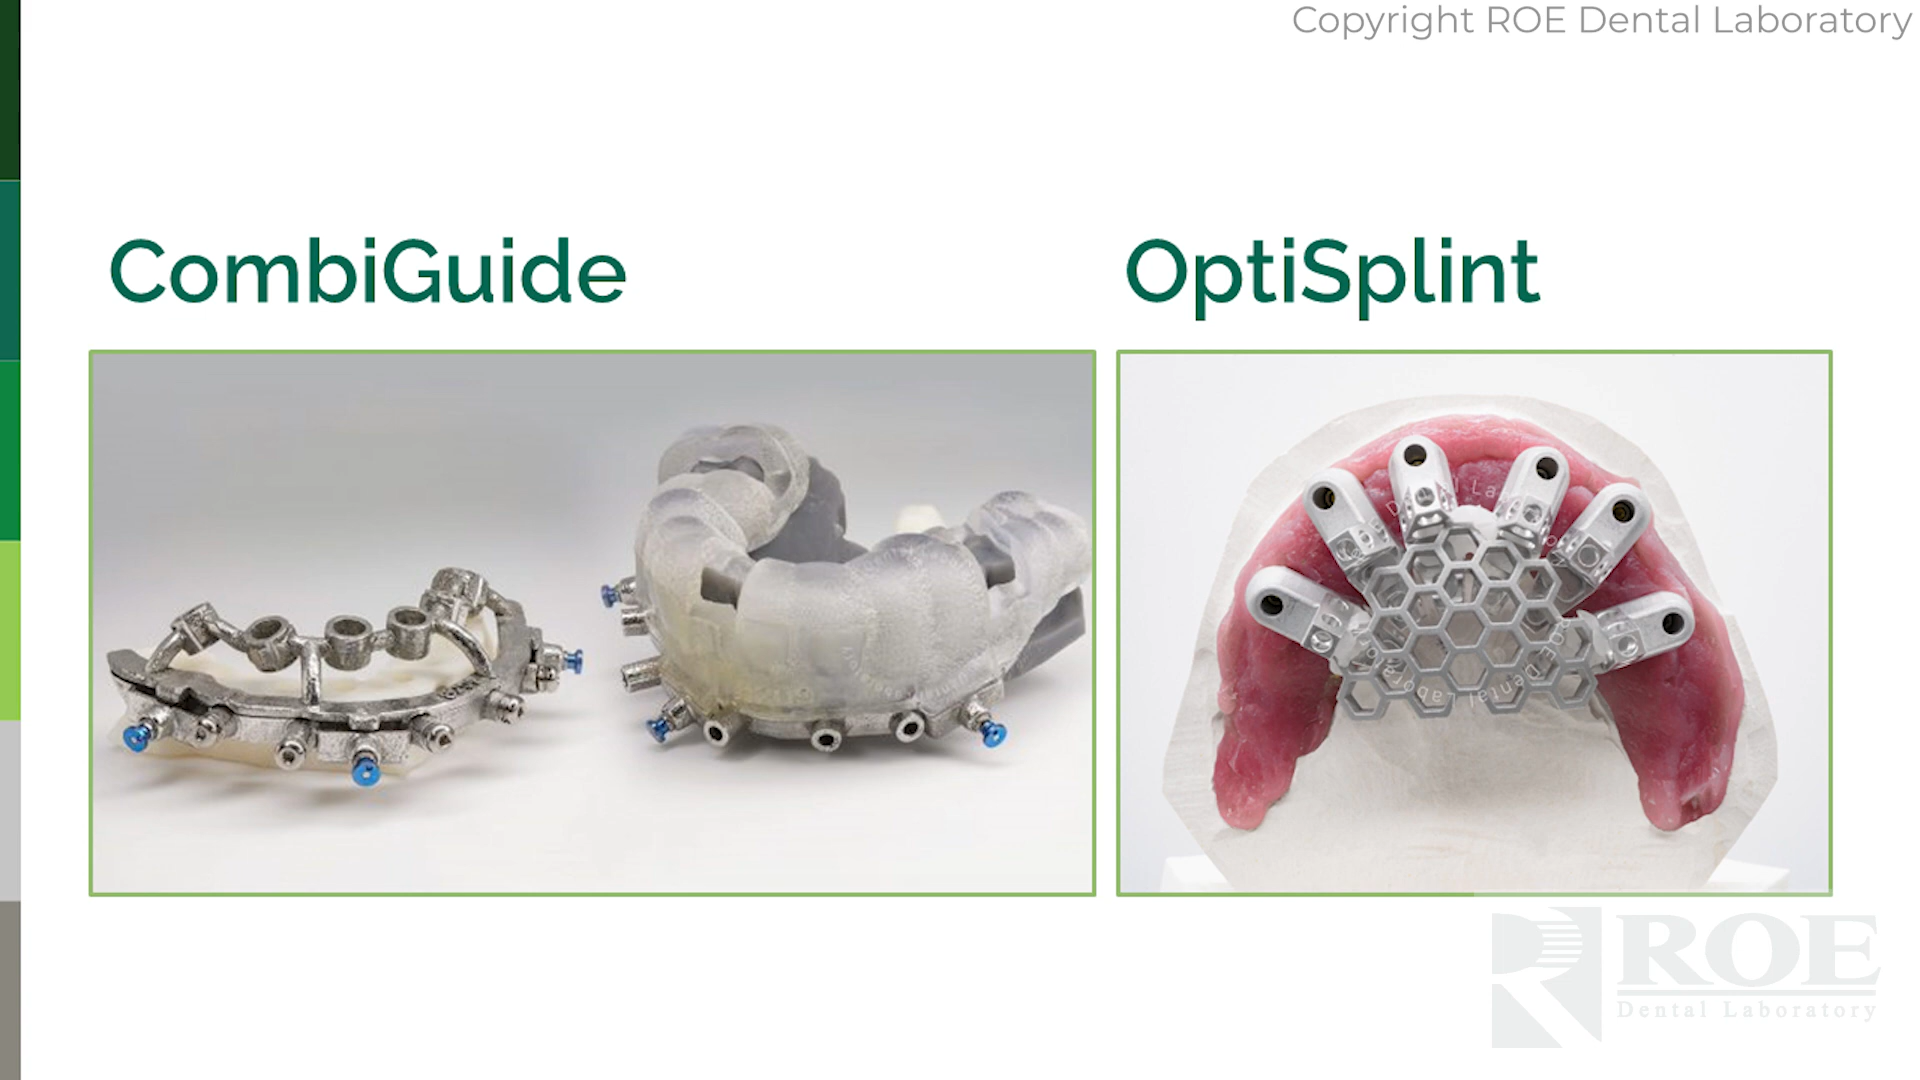 Copyright ROE Dental Laboratory
CombiGuide
OptiSplint
ROE
Dental Laboratory